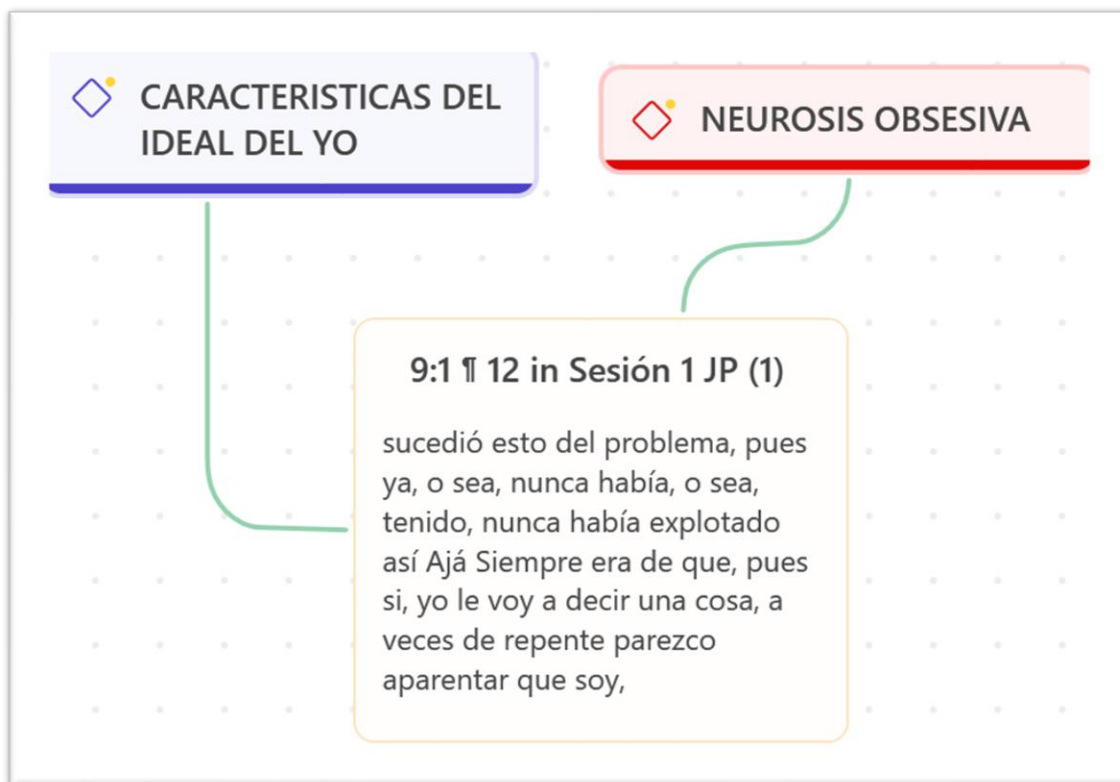 CARACTERISTICAS DEL
IDEAL DEL YO
NEUROSIS OBSESIVA
9:1 ¶ 12 in Sesión 1 JP (1)
sucedió esto del problema, pues
ya, o sea, nunca había, o sea,
tenido, nunca había explotado
así Ajá Siempre era de que, pues
si, yo le voy a decir una cosa, a
veces de repente parezco
aparentar que soy,